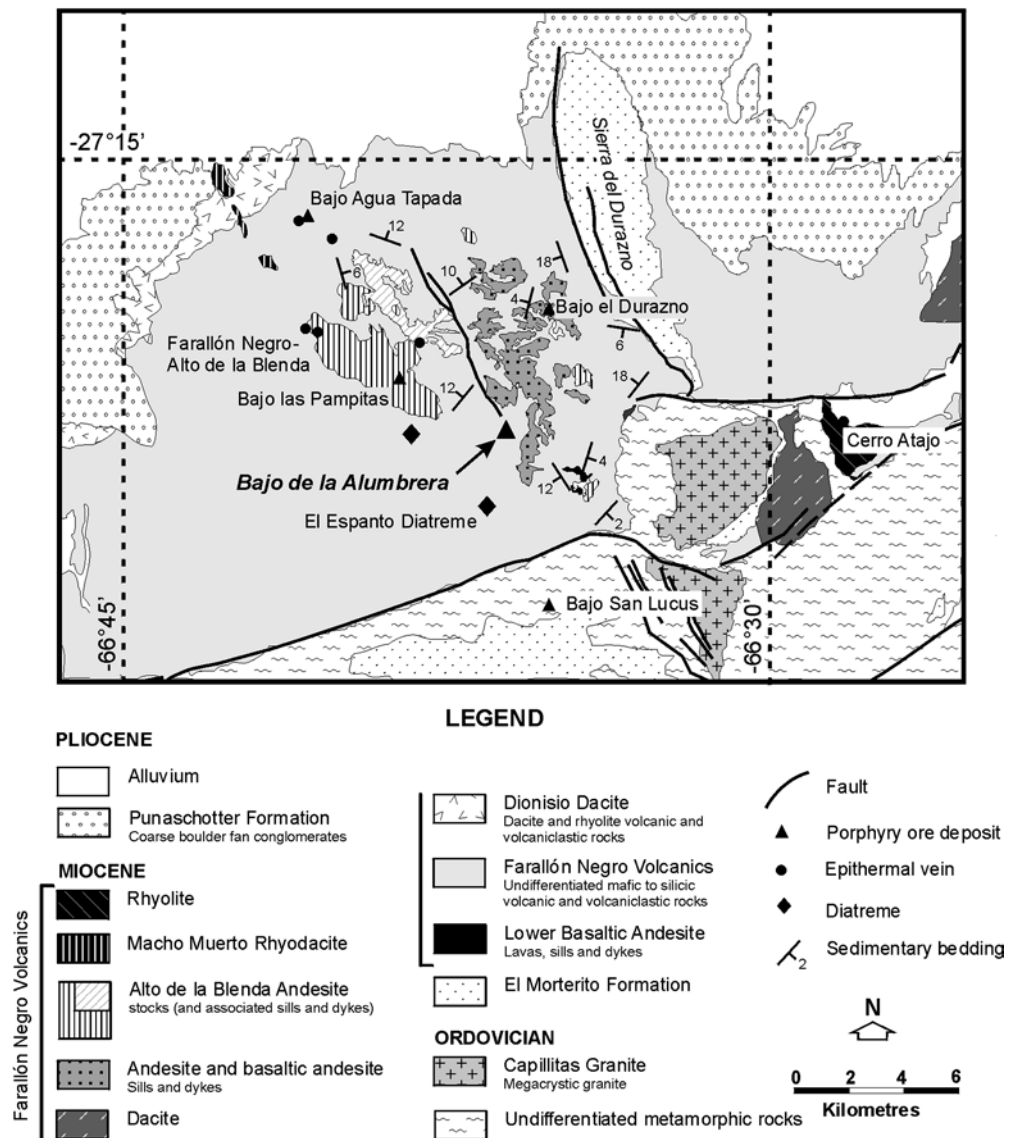 -27°15'
Sierra del Durazno
Bajo Agua Tapada
12
6
10
18
4
Bajo el Durazno
6
Farallón Negro-
Alto de la Blenda
18
Bajo las Pampitas
12
Cerro Atajo
Bajo de la Alumbrera
4
12
El Espanto Diatreme
2
Bajo San Lucus
-66°45'
-66°30'
LEGEND
PLIOCENE
Alluvium
Punaschotter Formation
Coarse boulder fan conglomerates
MIOCENE
Farallón Negro Volcanics
Rhyolite
Macho Muerto Rhyodacite
Alto de la Blenda Andesite
stocks (and associated sills and dykes)
Andesite and basaltic andesite
Sills and dykes
Dacite
Dionisio Dacite
Dacite and rhyolite volcanic and
volcaniclastic rocks
Farallón Negro Volcanics
Undifferentiated mafic to silicic
volcanic and volcaniclastic rocks
Lower Basaltic Andesite
Lavas, sills and dykes
El Morterito Formation
ORDOVICIAN
Capillitas Granite
Megacrystic granite
Undifferentiated metamorphic rocks
Fault
Porphyry ore deposit
Epithermal vein
Diatreme
2
Sedimentary bedding
N
0 2 4 6
Kilometres